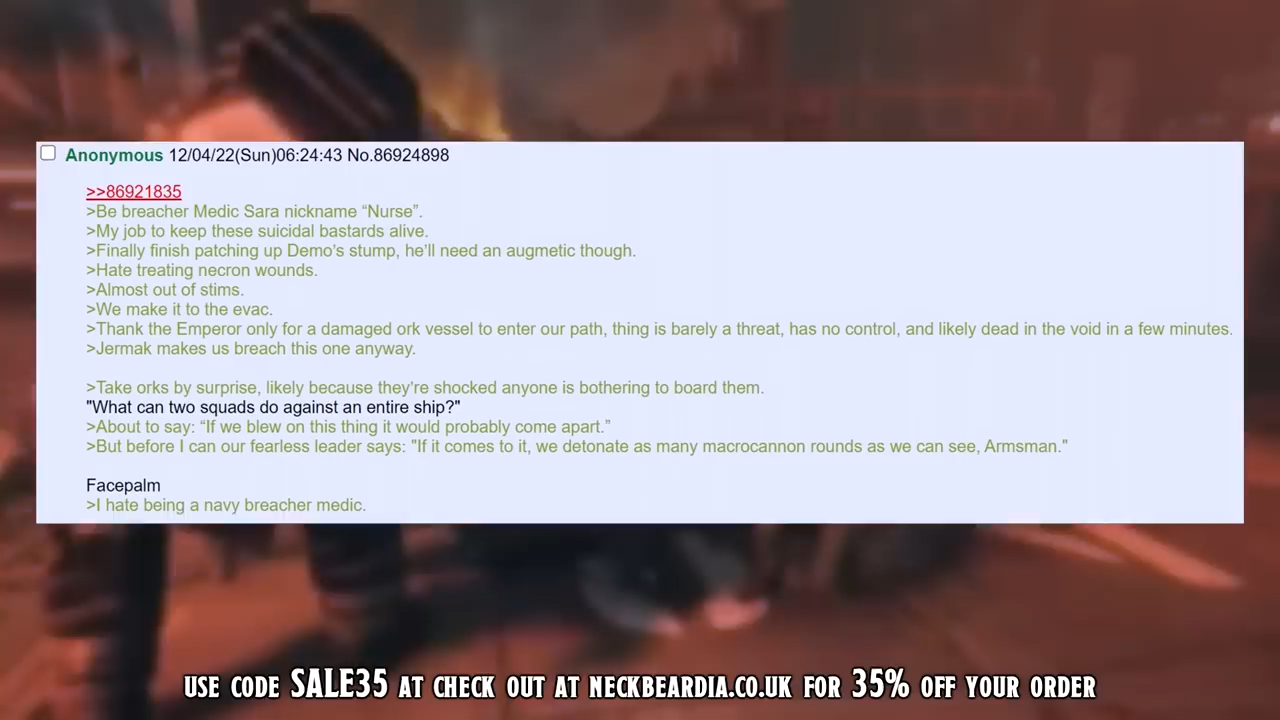 Anonymous 12/04/22(Sun)06:24:43 No.86924898
>>86921835
>Be breacher Medic Sara nickname “Nurse”.
>My job to keep these suicidal bastards alive.
>Finally finish patching up Demo’s stump, he’ll need an augmetic though.
>Hate treating necron wounds.
>Almost out of stims.
>We make it to the evac.
>Thank the Emperor only for a damaged ork vessel to enter our path, thing is barely a threat, has no control, and likely dead in the void in a few minutes.
>Jermak makes us breach this one anyway.
>Take orks by surprise, likely because they're shocked anyone is bothering to board them.
"What can two squads do against an entire ship?"
>About to say: “If we blew on this thing it would probably come apart.”
>But before I can our fearless leader says: "If it comes to it, we detonate as many macrocannon rounds as we can see, Armsman."
Facepalm
>I hate being a navy breacher medic.
USE CODE SALE35 AT CHECK OUT AT NECKBEARDIA.CO.UK FOR 35% OFF YOUR ORDER